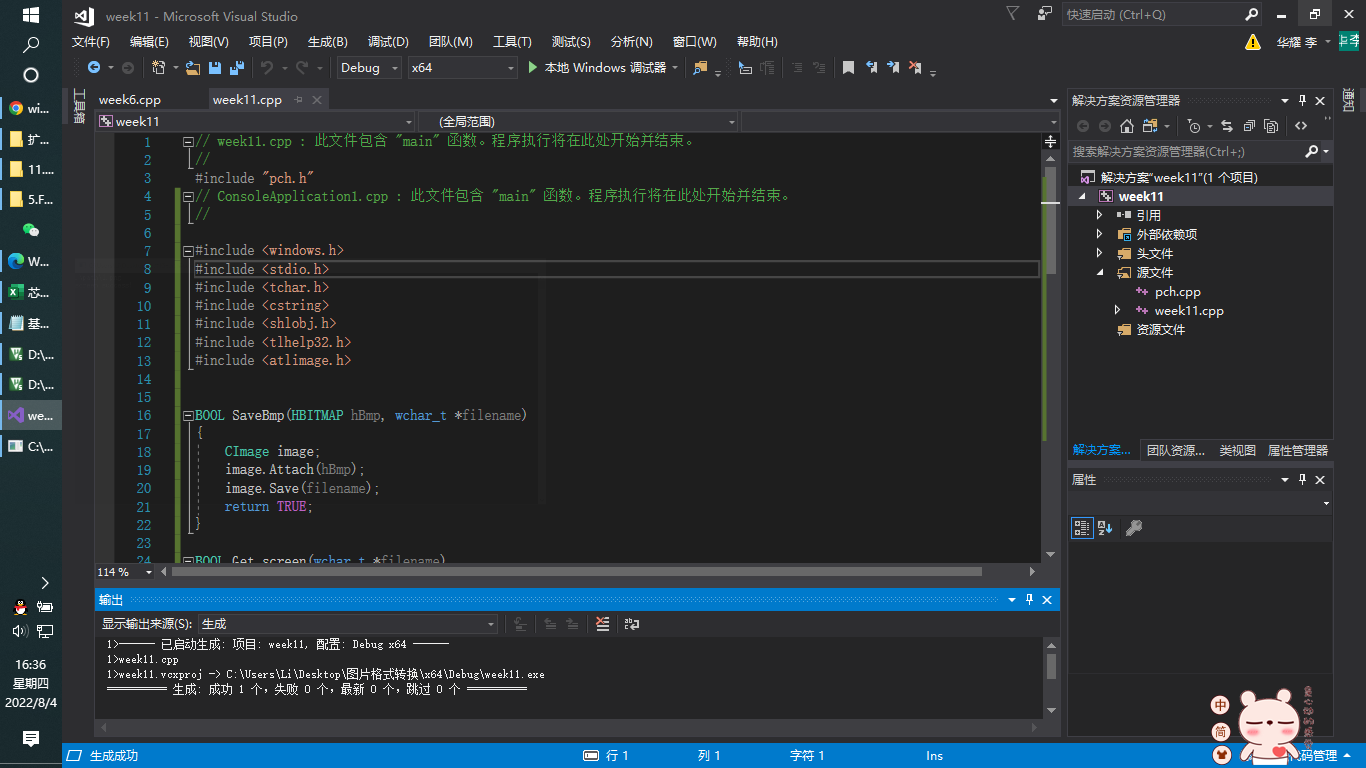 week11 - Microsoft Visual Studio
快速启动 (Ctrl+Q)
文件(F) 编辑(E) 视图(V) 项目(P) 生成(B) 调试(D) 团队(M) 工具(T) 测试(S) 分析(N) 窗口(W) 帮助(H)
华耀 李
Debug x64 本地 Windows 调试器
工具箱
week6.cpp week11.cpp
week11 (全局范围)
1 // week11.cpp : 此文件包含 "main" 函数。程序执行将在此处开始并结束。
2 //
3 #include "pch.h"
4 // ConsoleApplication1.cpp : 此文件包含 "main" 函数。程序执行将在此处开始并结束。
5 //
6
7 #include <windows.h>
8 #include <stdio.h>
9 #include <tchar.h>
10 #include <cstring>
11 #include <shlobj.h>
12 #include <tlhelp32.h>
13 #include <atlimage.h>
14
15
16 BOOL SaveBmp(HBITMAP hBmp, wchar_t *filename)
17 {
18 CImage image;
19 image.Attach(hBmp);
20 image.Save(filename);
21 return TRUE;
22 }
23
24 BOOL Get_screen(wchar_t *filename)
114 %
输出
显示输出来源(S): 生成
1>------ 已启动生成: 项目: week11, 配置: Debug x64 ------
1>week11.cpp
1>week11.vcxproj -> C:\Users\Li\Desktop\图片格式转换\x64\Debug\week11.exe
========== 生成: 成功 1 个，失败 0 个，最新 0 个，跳过 0 个 ==========
解决方案资源管理器
搜索解决方案资源管理器(Ctrl+;)
解决方案"week11"(1 个项目)
week11
引用
外部依赖项
头文件
源文件
pch.cpp
week11.cpp
资源文件
解决方案... 团队资源... 类视图 属性管理器
属性
通知
wi...
扩...
11....
5.F...
W...
芯...
基...
D:\...
D:\...
we...
C:\...
16:36
星期四
2022/8/4
中
简
生成成功 行 1 列 1 字符 1 Ins 代码管理